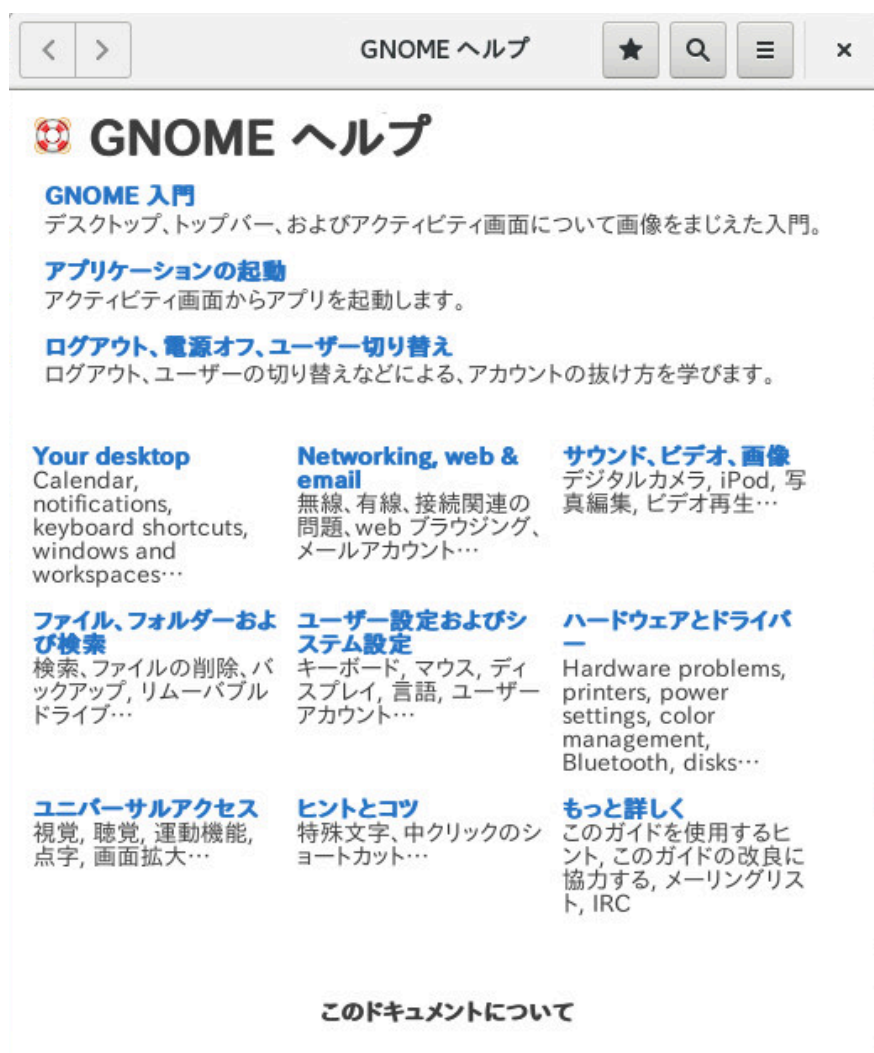 GNOME ヘルプ
GNOME ヘルプ
GNOME 入門
デスクトップ、トップバー、およびアクティビティ画面について画像をまじえた入門。
アプリケーションの起動
アクティビティ画面からアプリを起動します。
ログアウト、電源オフ、ユーザー切り替え
ログアウト、ユーザーの切り替えなどによる、アカウントの抜け方を学びます。
Your desktop
Calendar,
notifications,
keyboard shortcuts,
windows and
workspaces…
Networking, web &
email
無線、有線、接続関連の
問題、web ブラウジング、
メールアカウント…
サウンド、ビデオ、画像
デジタルカメラ, iPod, 写
真編集, ビデオ再生…
ファイル、フォルダーおよ
び検索
検索、ファイルの削除、バ
ックアップ, リムーバブル
ドライブ…
ユーザー設定およびシ
ステム設定
キーボード, マウス, ディ
スプレイ, 言語, ユーザー
アカウント…
ハードウェアとドライバ
ー
Hardware problems,
printers, power
settings, color
management,
Bluetooth, disks…
ユニバーサルアクセス
視覚, 聴覚, 運動機能,
点字, 画面拡大…
ヒントとコツ
特殊文字、中クリックのシ
ョートカット…
もっと詳しく
このガイドを使用するヒ
ント, このガイドの改良に
協力する, メーリングリス
ト, IRC
このドキュメントについて